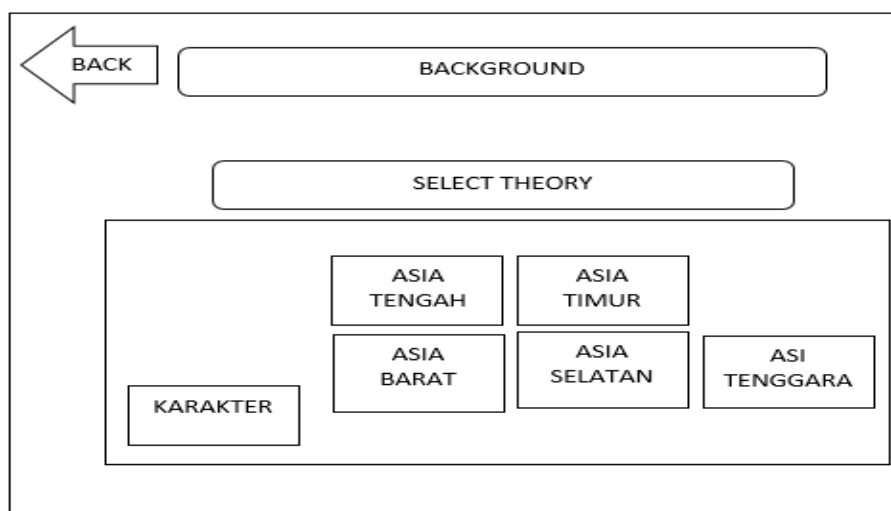 BACK
BACKGROUND
SELECT THEORY
ASIA
TENGAH
ASIA
TIMUR
ASIA
BARAT
ASIA
SELATAN
ASI
TENGGARA
KARAKTER